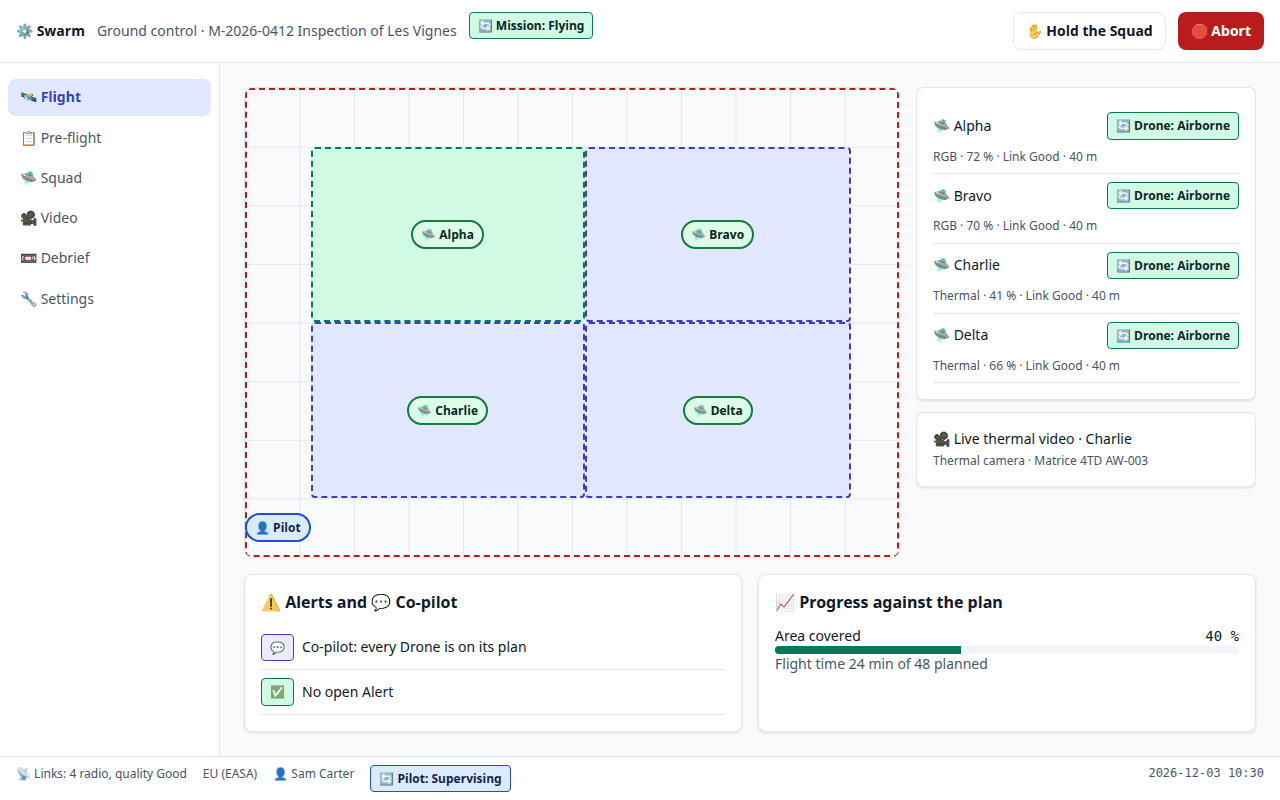 Swarm Ground control · M-2026-0412 Inspection of Les Vignes Mission: Flying Hold the Squad Abort
Flight
Pre-flight
Squad
Video
Debrief
Settings
Alpha
Bravo
Charlie
Delta
Pilot
Alpha Drone: Airborne
RGB · 72 % · Link Good · 40 m
Bravo Drone: Airborne
RGB · 70 % · Link Good · 40 m
Charlie Drone: Airborne
Thermal · 41 % · Link Good · 40 m
Delta Drone: Airborne
Thermal · 66 % · Link Good · 40 m
Live thermal video · Charlie
Thermal camera · Matrice 4TD AW-003
Alerts and Co-pilot
Co-pilot: every Drone is on its plan
No open Alert
Progress against the plan
Area covered 40 %
Flight time 24 min of 48 planned
Links: 4 radio, quality Good EU (EASA) Sam Carter Pilot: Supervising 2026-12-03 10:30